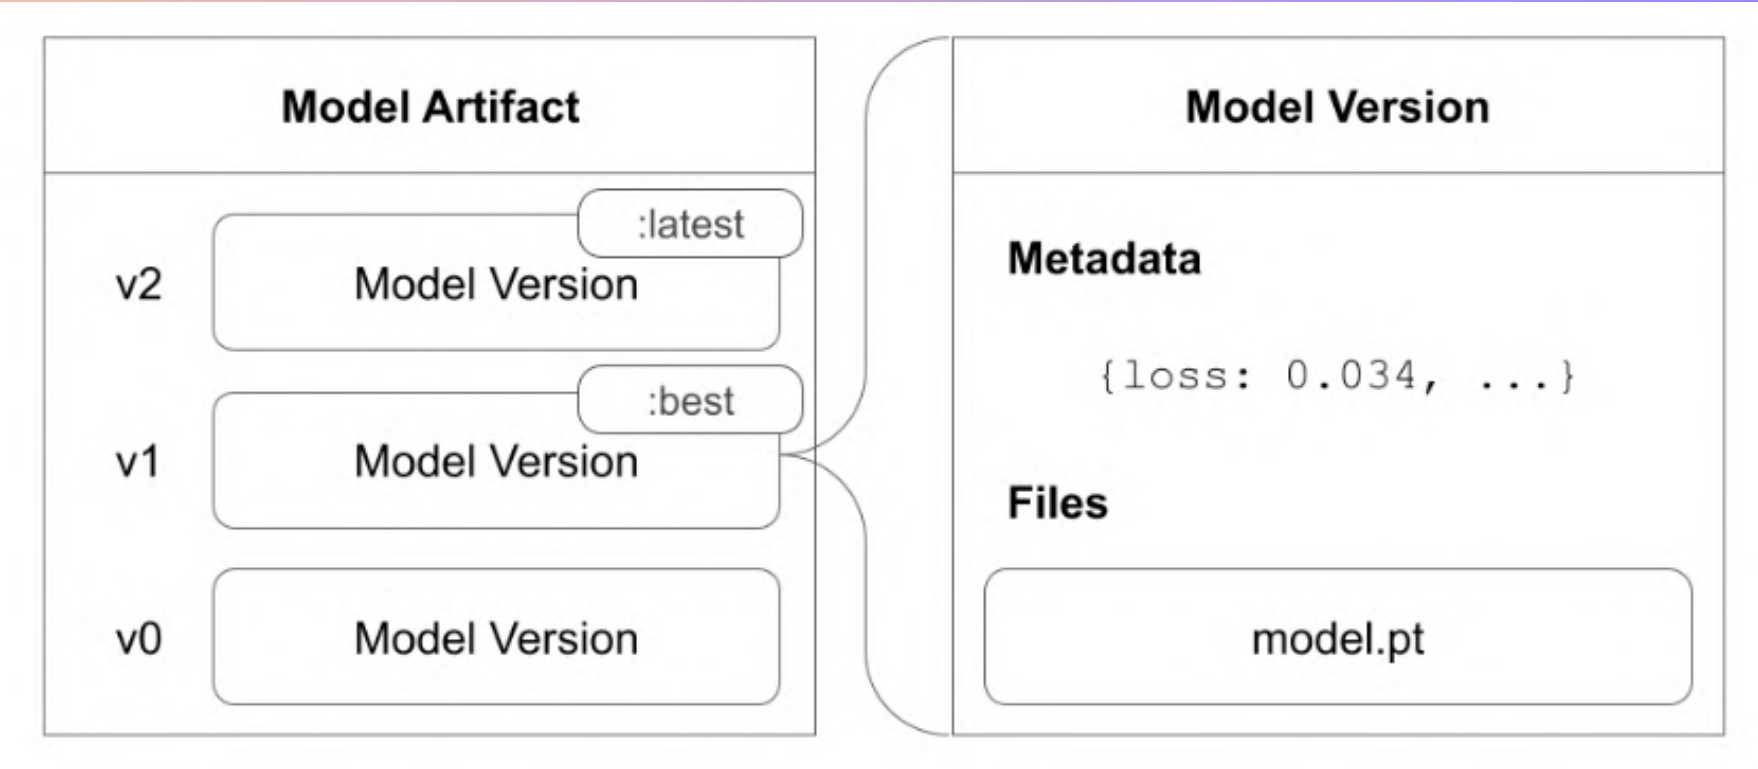 Model Artifact
:latest
v2 Model Version
:best
v1 Model Version
v0 Model Version
Model Version
Metadata
{loss: 0.034, ...}
Files
model.pt